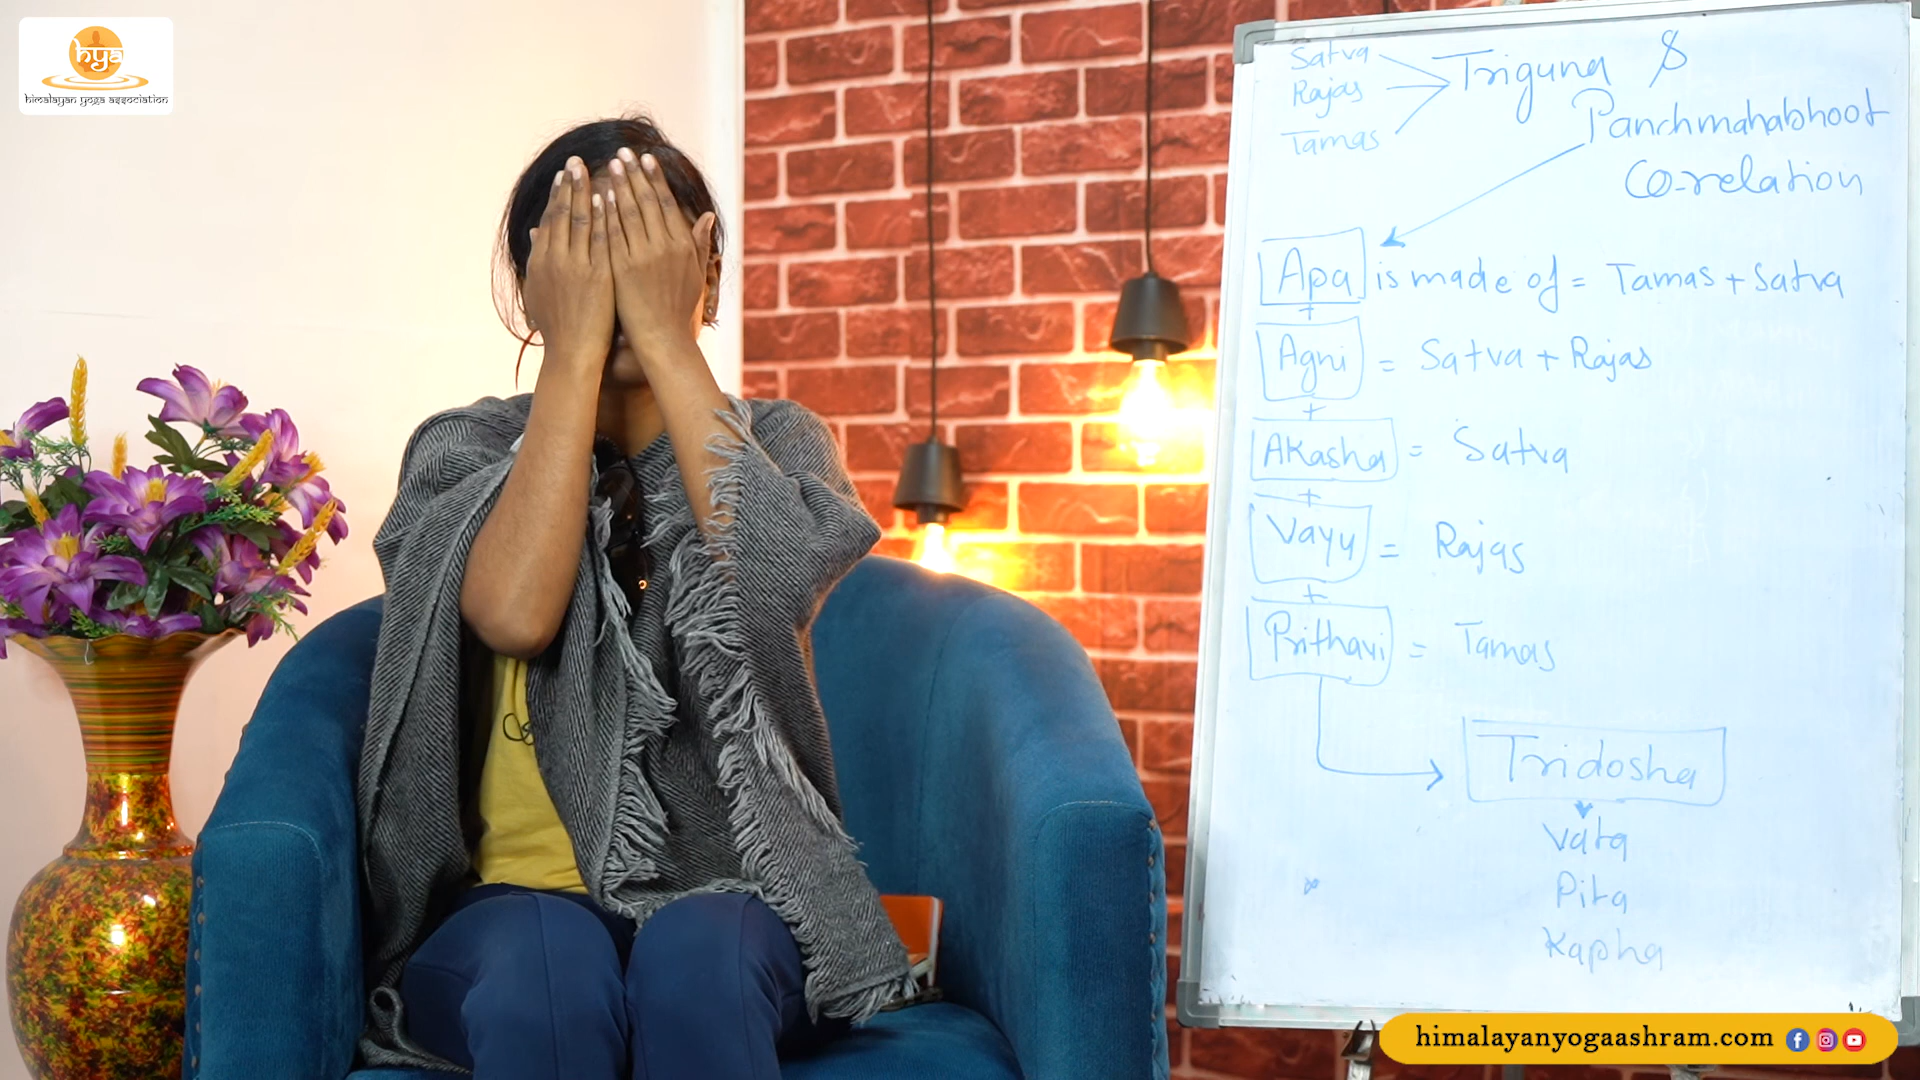 hya
himalayan yoga association
Satva
Rajas
Tamas
Triguna &
Panchmahabhoot
Co-relation
Apa is made of = Tamas + Satva
+
Agni = Satva + Rajas
+
AKasha = Satva
+
Vayu = Rajas
+
Prithavi = Tamas
Tridosha
Vata
Pita
Kapha
himalayanyogaashram.com